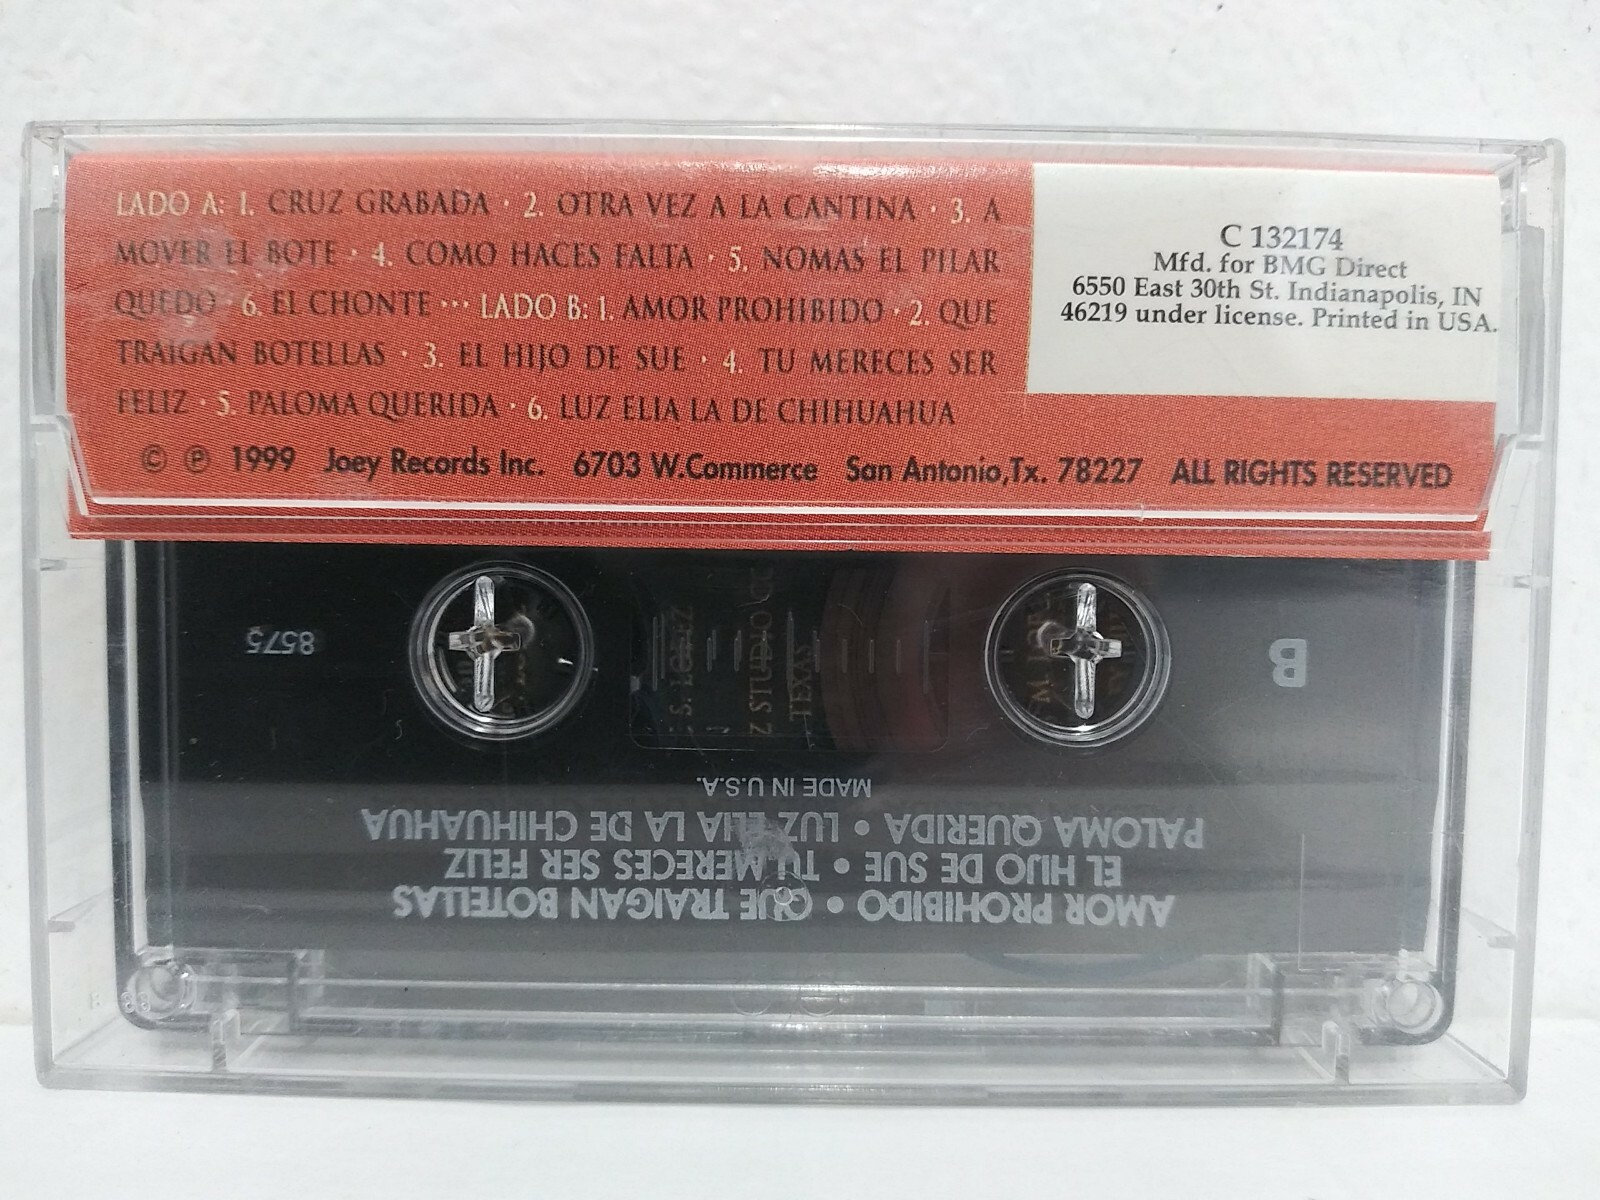 LADO A: 1. CRUZ GRABADA · 2. OTRA VEZ A LA CANTINA · 3. A
MOVER EL BOTE · 4. COMO HACES FALTA · 5. NOMAS EL PILAR
QUEDO · 6. EL CHONTE ··· LADO B: 1. AMOR PROHIBIDO · 2. QUE
TRAIGAN BOTELLAS · 3. EL HIJO DE SUE · 4. TU MERECES SER
FELIZ · 5. PALOMA QUERIDA · 6. LUZ ELIA LA DE CHIHUAHUA
© ℗ 1999 Joey Records Inc. 6703 W.Commerce San Antonio,Tx. 78227 ALL RIGHTS RESERVED
C 132174
Mfd. for BMG Direct
6550 East 30th St. Indianapolis, IN
46219 under license. Printed in USA.
B
8575
AMOR PROHIBIDO • QUE TRAIGAN BOTELLAS
EL HIJO DE SUE • TU MERECES SER FELIZ
PALOMA QUERIDA • LUZ ELIA LA DE CHIHUAHUA
MADE IN U.S.A.
Z STUDIO
TEXAS